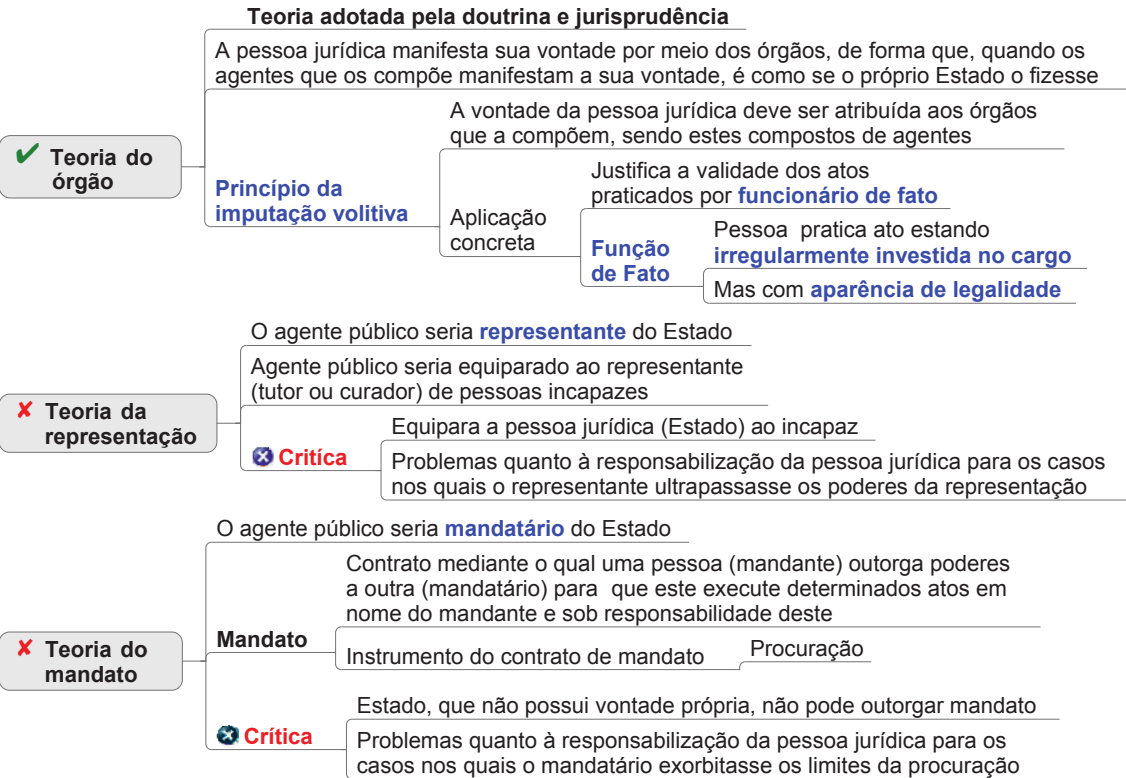 Teoria adotada pela doutrina e jurisprudência
A pessoa jurídica manifesta sua vontade por meio dos órgãos, de forma que, quando os
agentes que os compõe manifestam a sua vontade, é como se o próprio Estado o fizesse
✔ Teoria do
órgão
Princípio da
imputação volitiva
A vontade da pessoa jurídica deve ser atribuída aos órgãos
que a compõem, sendo estes compostos de agentes
Aplicação
concreta
Justifica a validade dos atos
praticados por funcionário de fato
Função
de Fato
Pessoa pratica ato estando
irregularmente investida no cargo
Mas com aparência de legalidade
✘ Teoria da
representação
O agente público seria representante do Estado
Agente público seria equiparado ao representante
(tutor ou curador) de pessoas incapazes
Critíca
Equipara a pessoa jurídica (Estado) ao incapaz
Problemas quanto à responsabilização da pessoa jurídica para os casos
nos quais o representante ultrapassasse os poderes da representação
✘ Teoria do
mandato
O agente público seria mandatário do Estado
Mandato
Contrato mediante o qual uma pessoa (mandante) outorga poderes
a outra (mandatário) para que este execute determinados atos em
nome do mandante e sob responsabilidade deste
Instrumento do contrato de mandato
Procuração
Crítica
Estado, que não possui vontade própria, não pode outorgar mandato
Problemas quanto à responsabilização da pessoa jurídica para os
casos nos quais o mandatário exorbitasse os limites da procuração